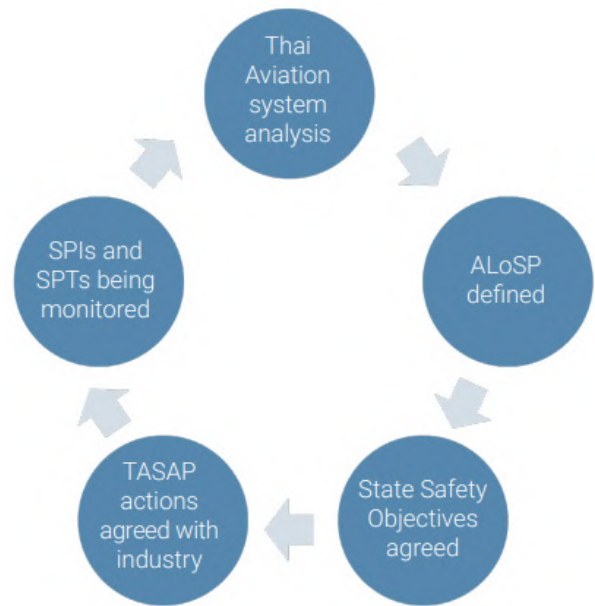 Thai
Aviation
system
analysis
ALoSP
defined
State Safety
Objectives
agreed
TASAP
actions
agreed with
industry
SPIs and
SPTs being
monitored